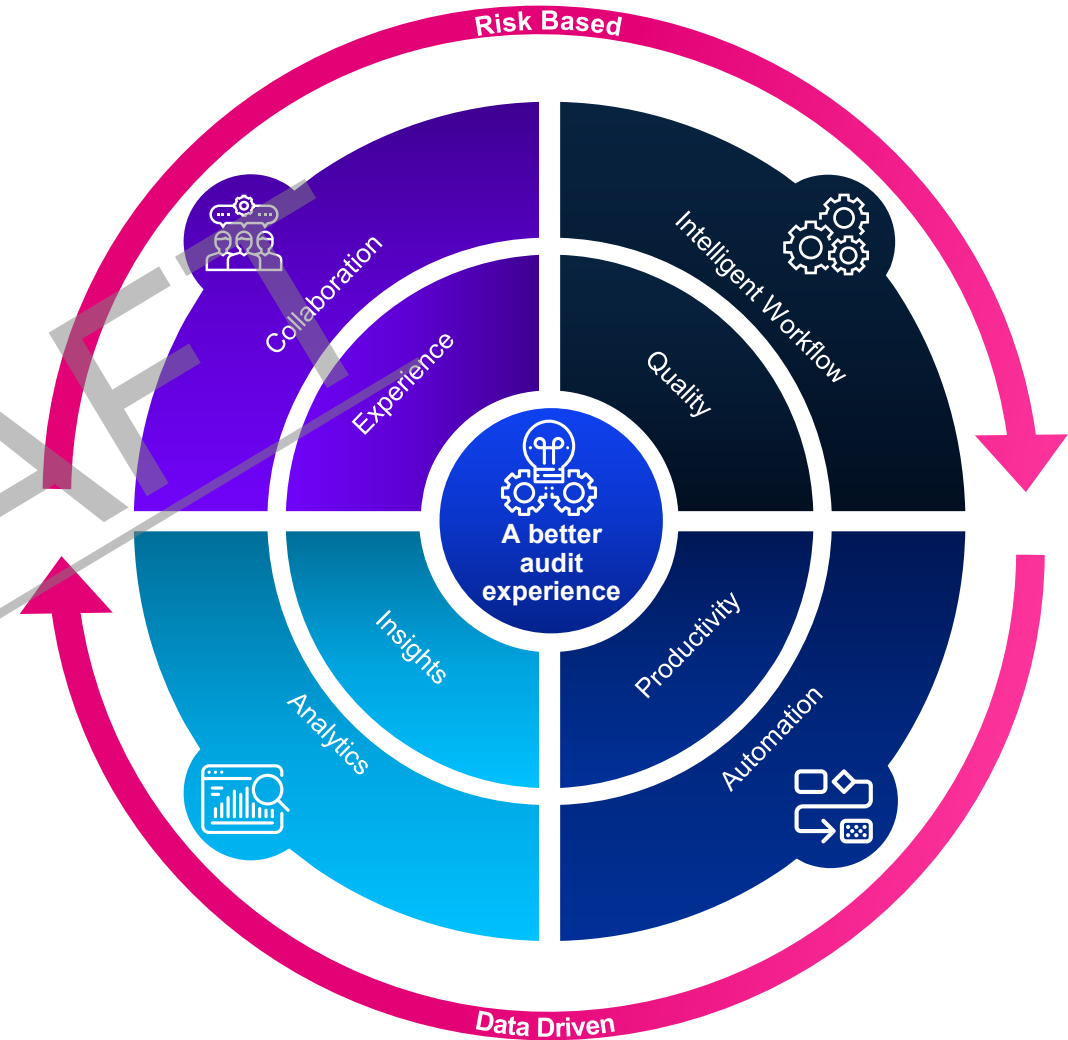 Risk Based
Collaboration
Intelligent Workflow
Experience
Quality
A better
audit
experience
Insights
Productivity
Analytics
Automation
Data Driven